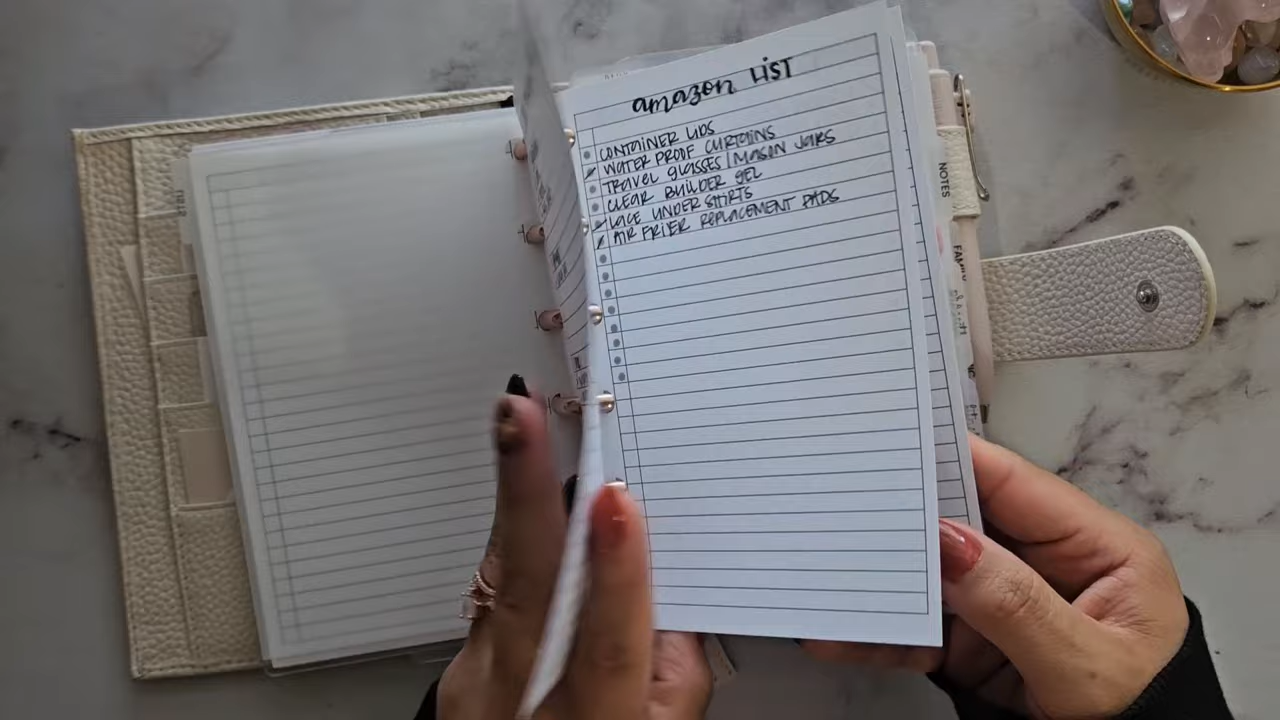 amazon LIST
CONTAINER LIDS
WATER PROOF CURTAINS
TRAVEL GLASSES | MASON JARS
CLEAR BUILDER GEL
LACE UNDER SHIRTS
AIR FRIER REPLACEMENT PADS
NOTES
FAMILY